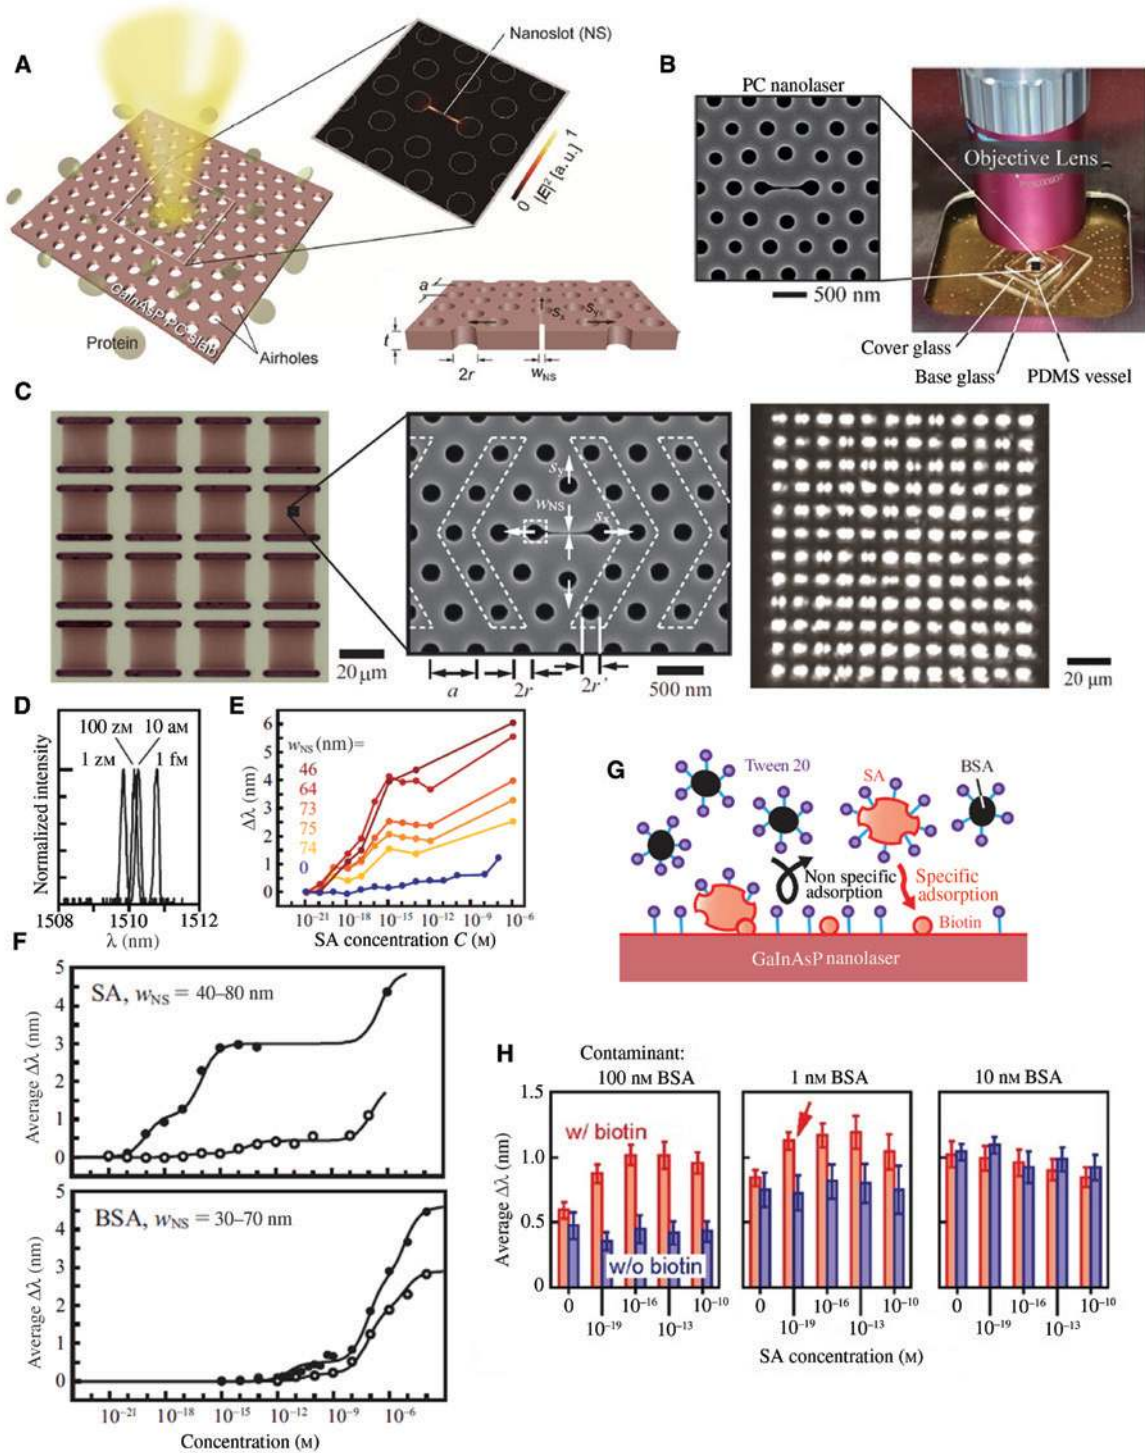 A
Nanoslot (NS)
0 |E|² [a. u.] 1
GaInAsP PC slab
Protein
Airholes
a
t
2r
wNS
sx
sy
B
PC nanolaser
Objective Lens
500 nm
Cover glass
Base glass
PDMS vessel
C
20 μm
sy
wNS
sx
a
2r
2r'
500 nm
20 μm
D
100 zM 10 aM
1 zM 1 fM
Normalized intensity
1508 1510 1512
λ (nm)
E
wNS(nm)=
46
64
73
75
74
0
Δλ (nm)
6
5
4
3
2
1
0
10⁻²¹ 10⁻¹⁸ 10⁻¹⁵ 10⁻¹² 10⁻⁹ 10⁻⁶
SA concentration C (M)
G
Tween 20
SA
BSA
Non specific
adsorption
Specific
adsorption
Biotin
GaInAsP nanolaser
F
SA, wNS = 40–80 nm
Average Δλ (nm)
5
4
3
2
1
0
BSA, wNS = 30–70 nm
Average Δλ (nm)
5
4
3
2
1
0
10⁻²¹ 10⁻¹⁸ 10⁻¹⁵ 10⁻¹² 10⁻⁹ 10⁻⁶
Concentration (M)
H
Contaminant:
100 nM BSA 1 nM BSA 10 nM BSA
Average Δλ (nm)
1.5
1.0
0.5
0
w/ biotin
w/o biotin
0 10⁻¹⁶ 10⁻¹⁰ 0 10⁻¹⁶ 10⁻¹⁰ 0 10⁻¹⁶ 10⁻¹⁰
10⁻¹⁹ 10⁻¹³ 10⁻¹⁹ 10⁻¹³ 10⁻¹⁹ 10⁻¹³
SA concentration (M)